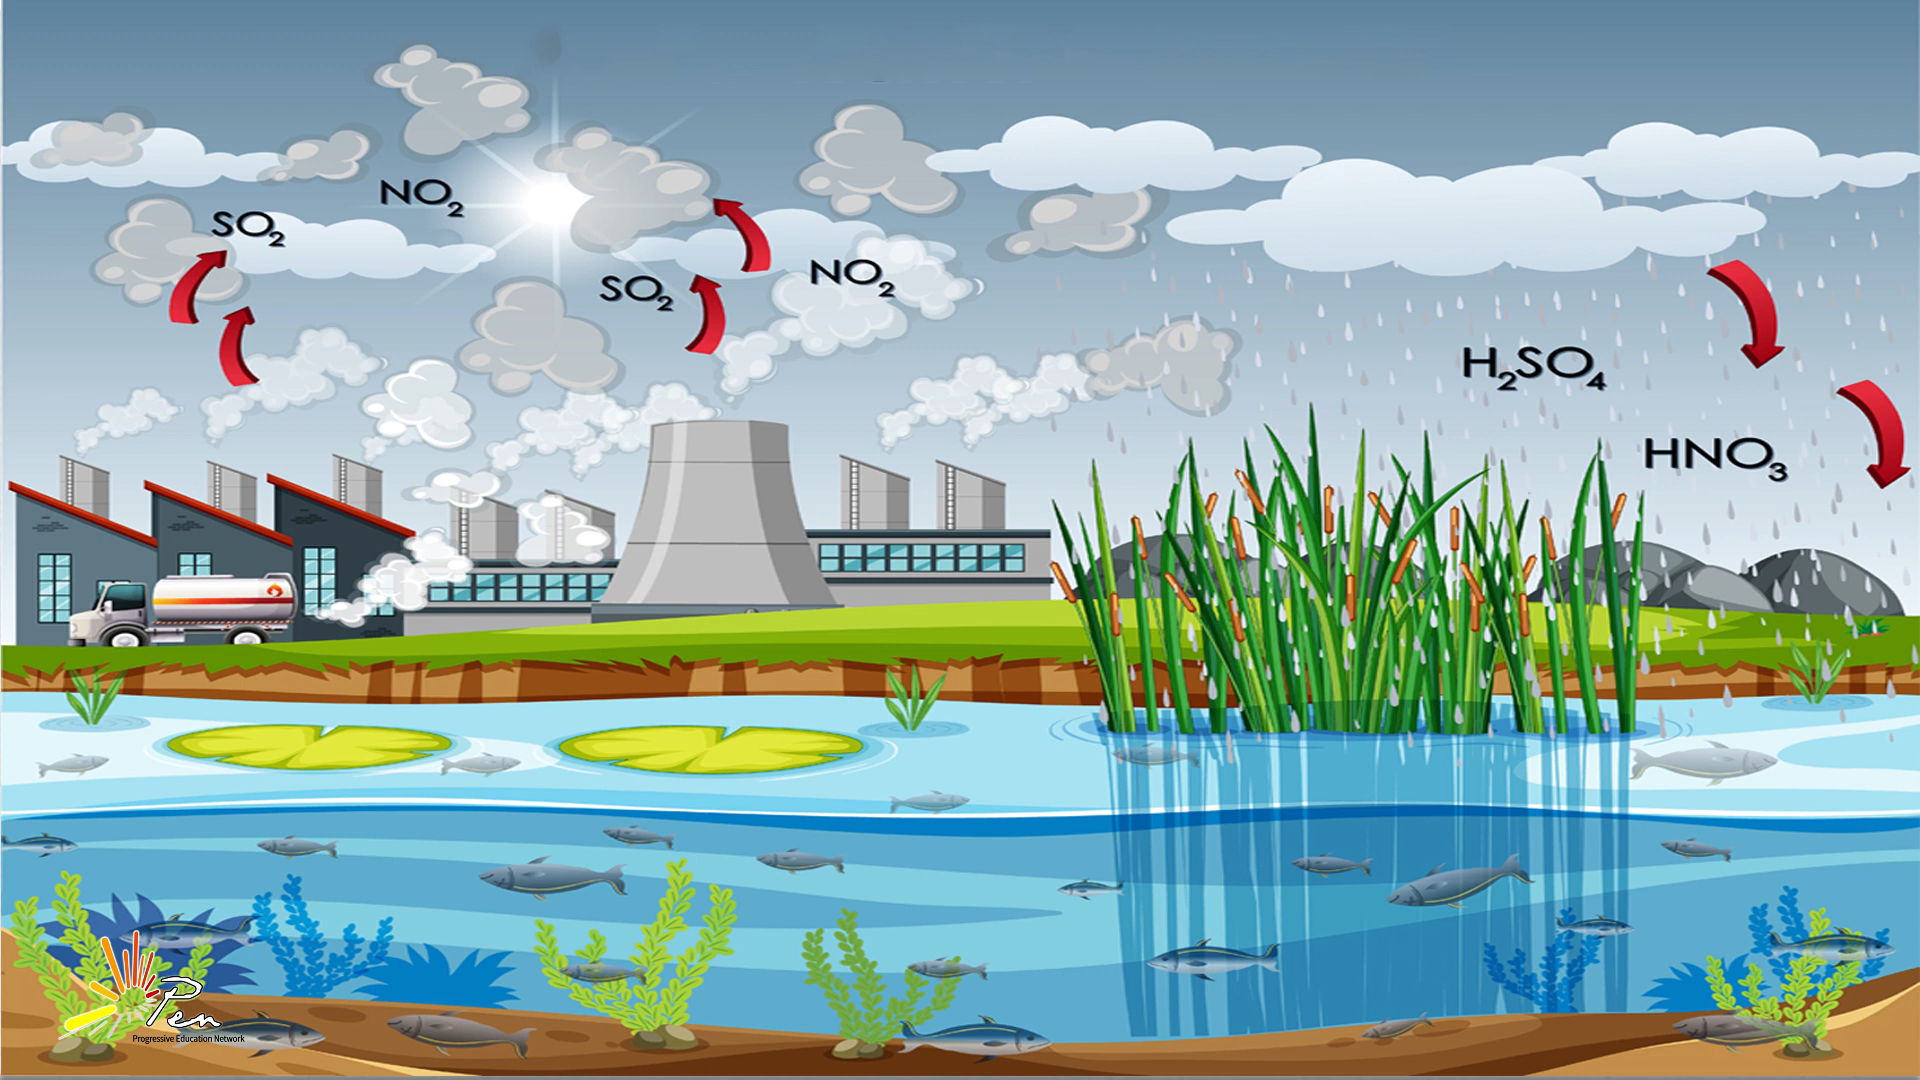 NO₂
SO₂
SO₂
NO₂
H₂SO₄
HNO₃
Pen
Progressive Education Network